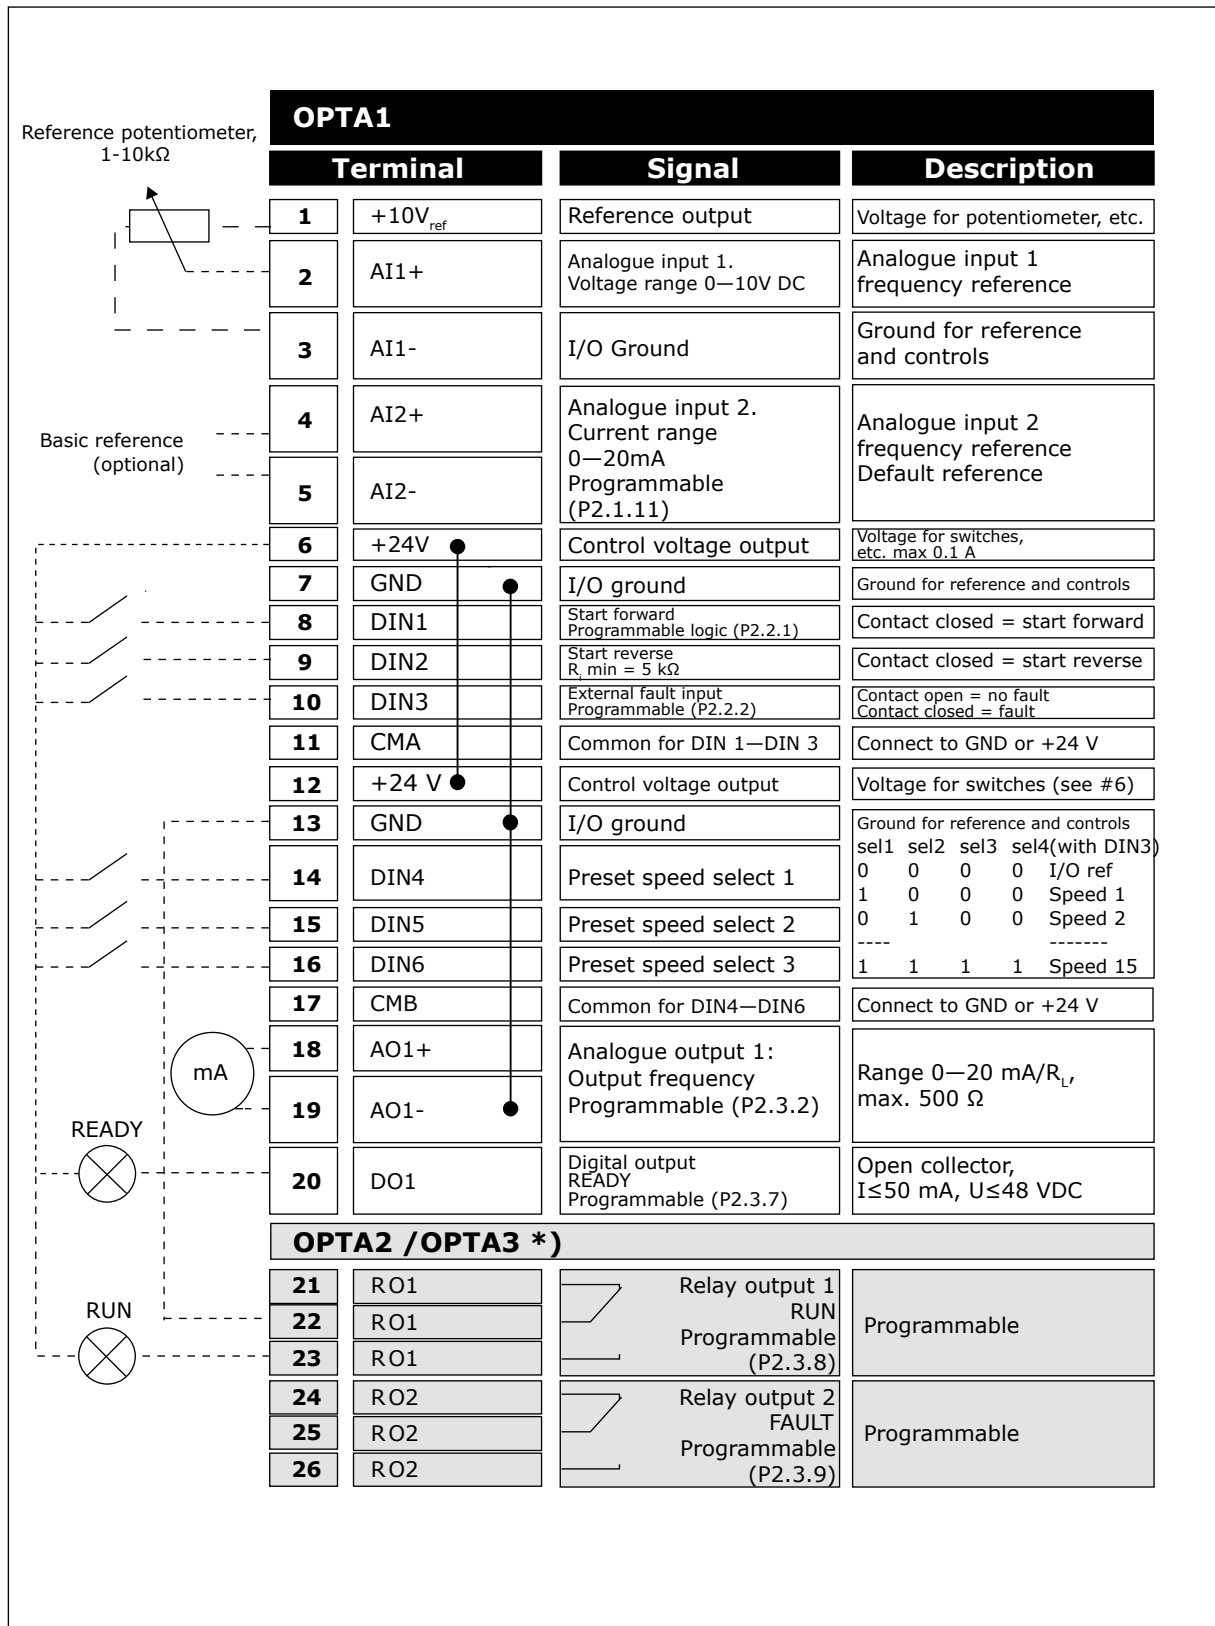 OPTA1
Reference potentiometer,
1-10kΩ
Terminal Signal Description
1 +10Vref Reference output Voltage for potentiometer, etc.
2 AI1+ Analogue input 1.
Voltage range 0—10V DC
Analogue input 1
frequency reference
3 AI1- I/O Ground
Ground for reference
and controls
Basic reference
(optional)
4 AI2+
5 AI2-
Analogue input 2.
Current range
0—20mA
Programmable
(P2.1.11)
Analogue input 2
frequency reference
Default reference
6 +24V Control voltage output
Voltage for switches,
etc. max 0.1 A
7 GND I/O ground Ground for reference and controls
8 DIN1
Start forward
Programmable logic (P2.2.1)
Contact closed = start forward
9 DIN2
Start reverse
Ri min = 5 kΩ
Contact closed = start reverse
10 DIN3
External fault input
Programmable (P2.2.2)
Contact open = no fault
Contact closed = fault
11 CMA Common for DIN 1—DIN 3 Connect to GND or +24 V
12 +24 V Control voltage output Voltage for switches (see #6)
13 GND I/O ground
Ground for reference and controls
sel1 sel2 sel3 sel4(with DIN3)
0 0 0 0 I/O ref
1 0 0 0 Speed 1
0 1 0 0 Speed 2
---- -------
1 1 1 1 Speed 15
14 DIN4 Preset speed select 1
15 DIN5 Preset speed select 2
16 DIN6 Preset speed select 3
17 CMB Common for DIN4—DIN6 Connect to GND or +24 V
mA
18 AO1+
19 AO1-
Analogue output 1:
Output frequency
Programmable (P2.3.2)
Range 0—20 mA/RL,
max. 500 Ω
READY
20 DO1
Digital output
READY
Programmable (P2.3.7)
Open collector,
I≤50 mA, U≤48 VDC
OPTA2 /OPTA3 *)
RUN
21 RO1
22 RO1
23 RO1
Relay output 1
RUN
Programmable
(P2.3.8)
Programmable
24 RO2
25 RO2
26 RO2
Relay output 2
FAULT
Programmable
(P2.3.9)
Programmable